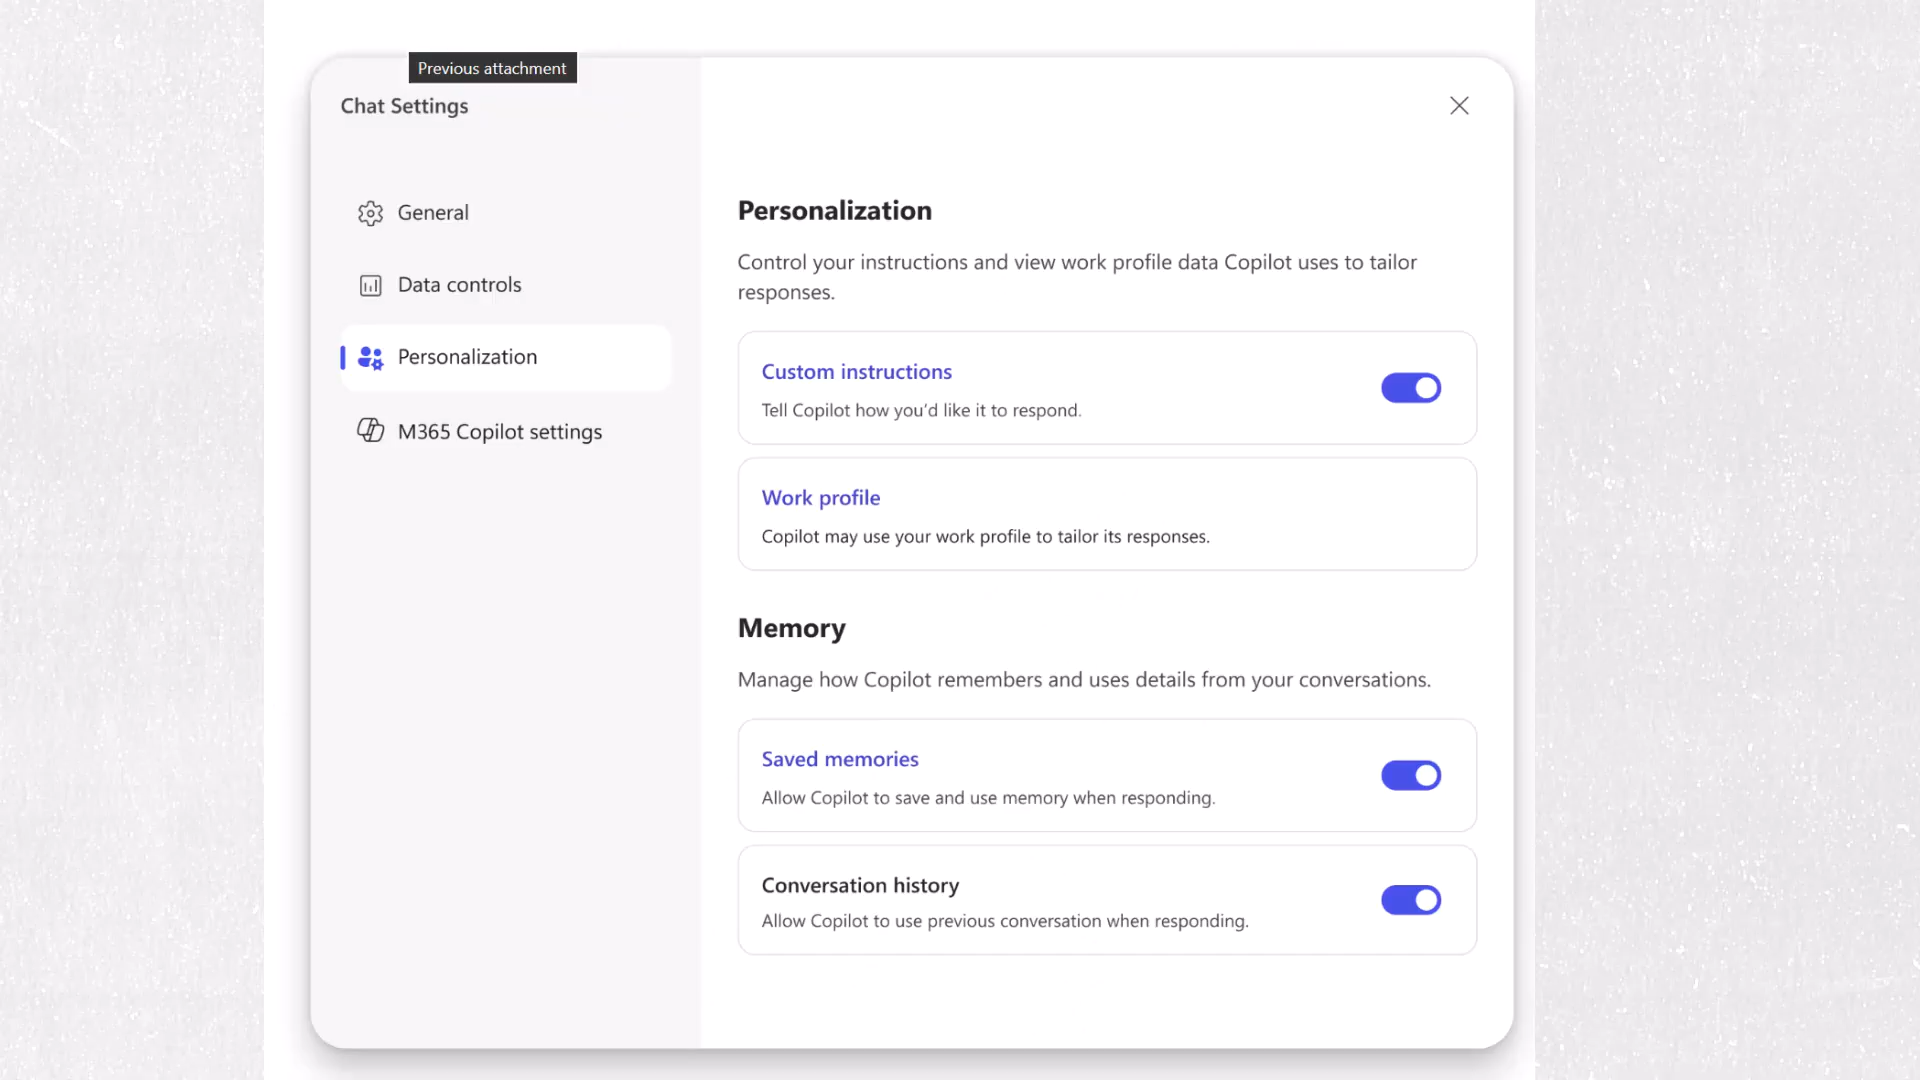 Previous attachment
Chat Settings
General
Data controls
Personalization
M365 Copilot settings
Personalization
Control your instructions and view work profile data Copilot uses to tailor
responses.
Custom instructions
Tell Copilot how you’d like it to respond.
Work profile
Copilot may use your work profile to tailor its responses.
Memory
Manage how Copilot remembers and uses details from your conversations.
Saved memories
Allow Copilot to save and use memory when responding.
Conversation history
Allow Copilot to use previous conversation when responding.